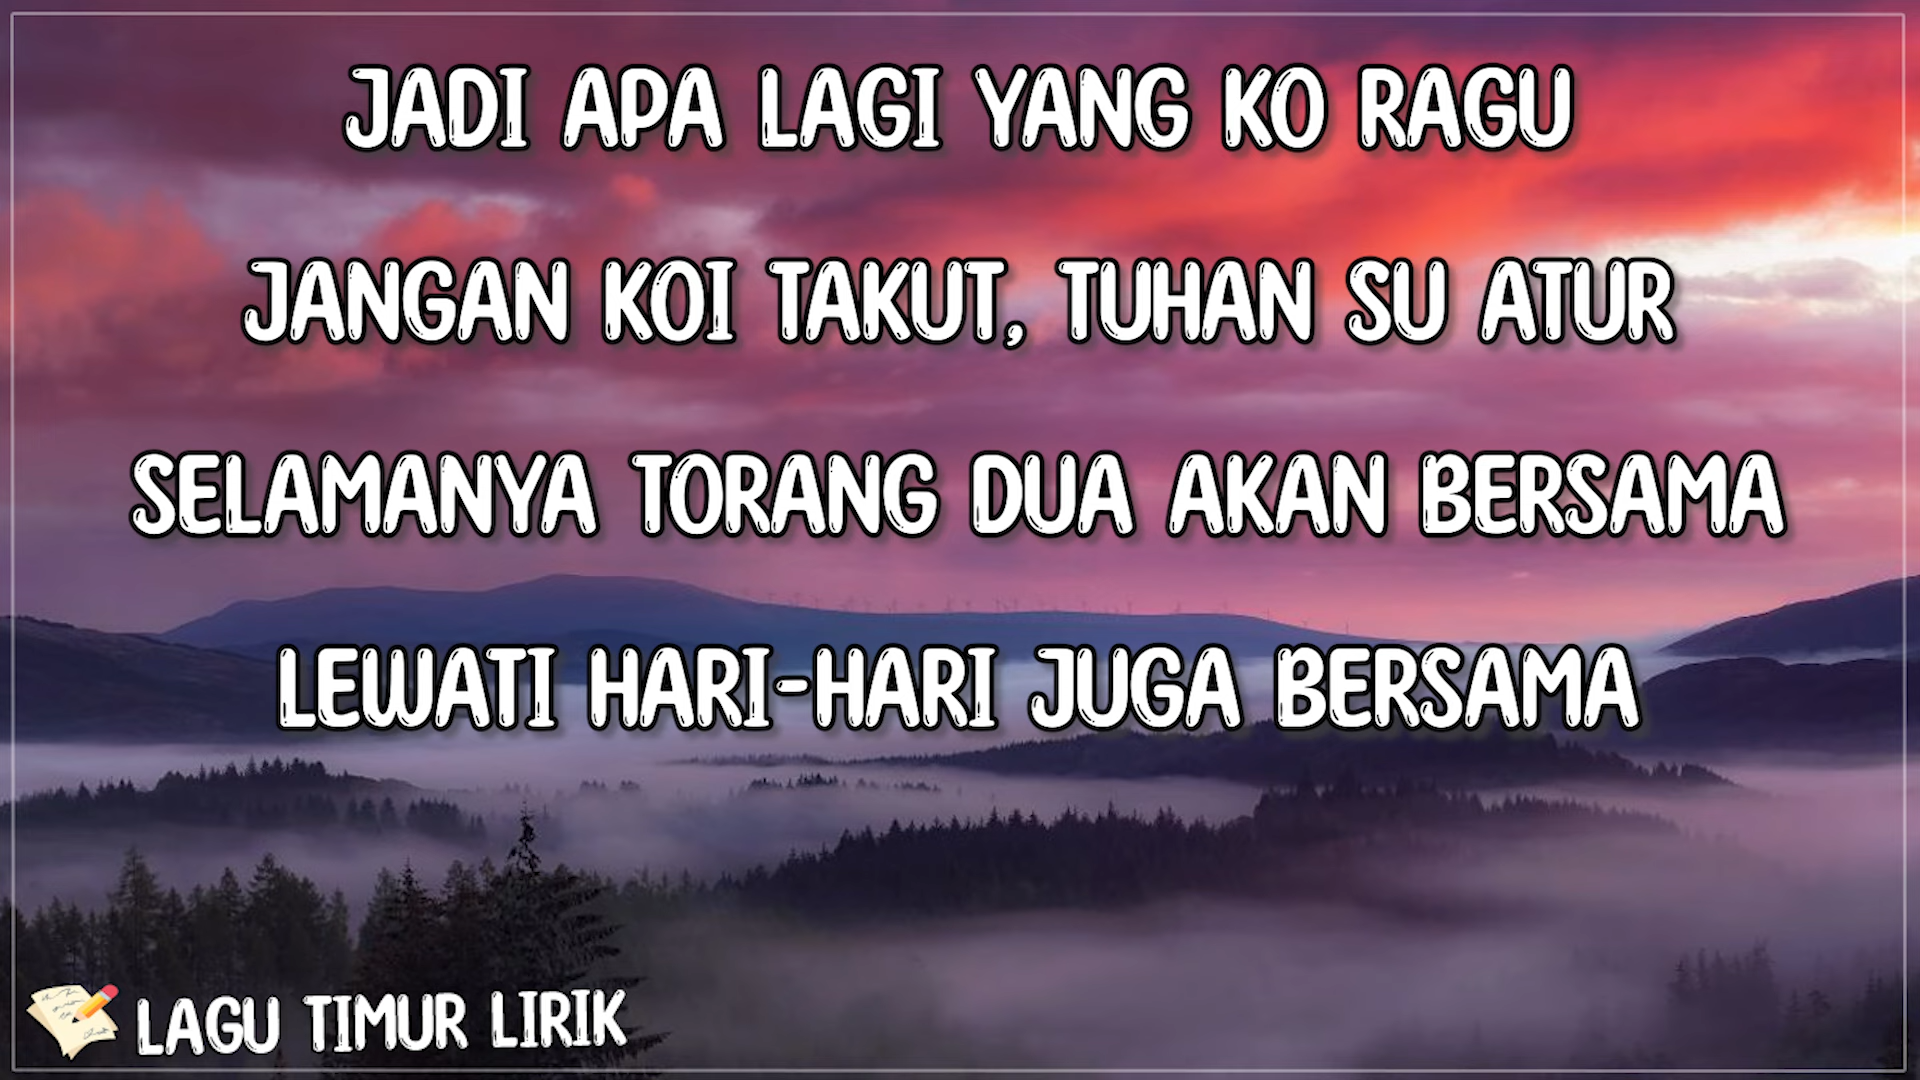 JADI APA LAGI YANG KO RAGU
JANGAN KOI TAKUT, TUHAN SU ATUR
SELAMANYA TORANG DUA AKAN BERSAMA
LEWATI HARI-HARI JUGA BERSAMA
LAGU TIMUR LIRIK